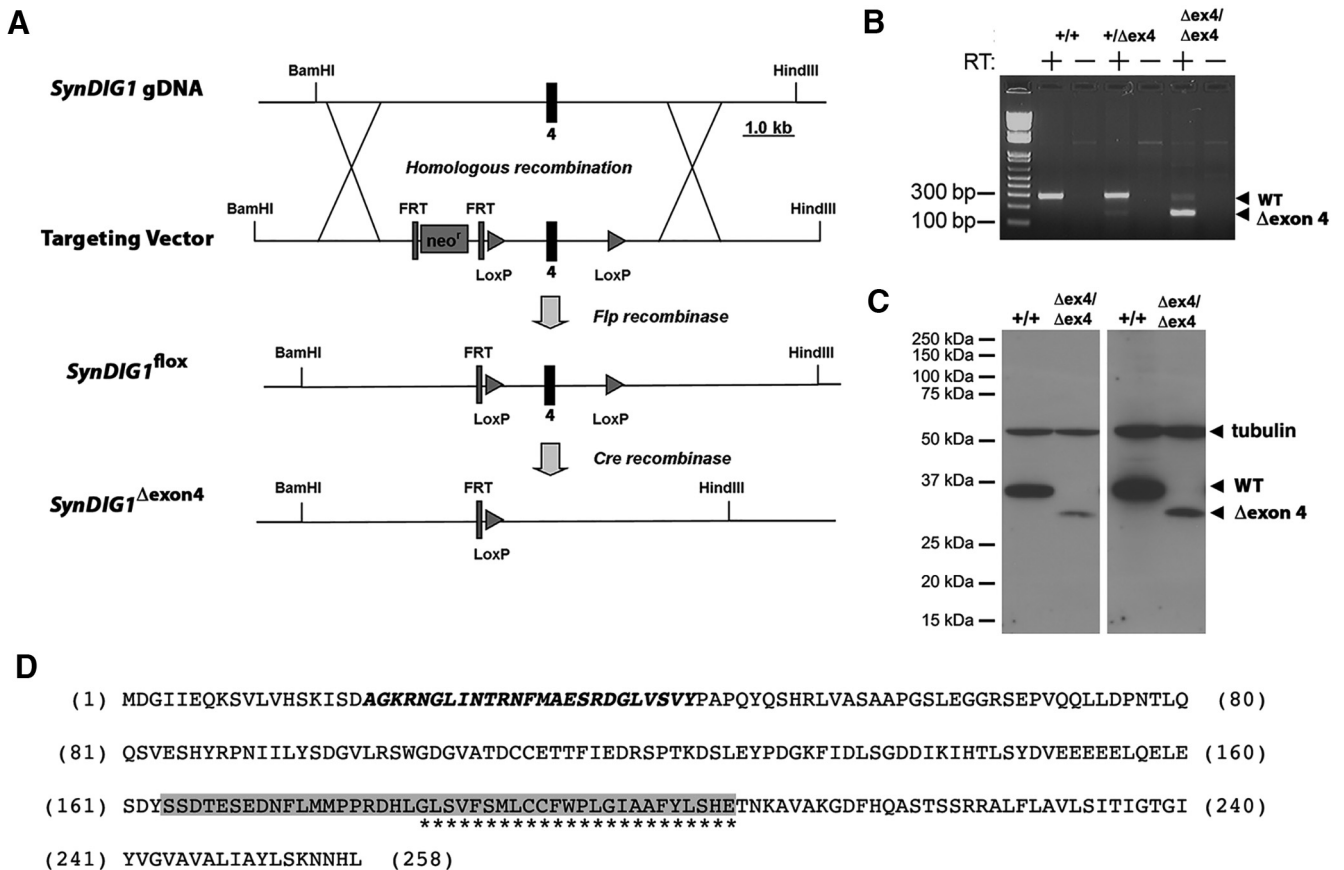 A
SynDIG1 gDNA
BamHI
HindIII
4
1.0 kb
Homologous recombination
Targeting Vector
BamHI
FRT
neoʳ
FRT
LoxP
4
LoxP
HindIII
Flp recombinase
SynDIG1flox
BamHI
FRT
LoxP
4
LoxP
HindIII
Cre recombinase
SynDIG1Δexon4
BamHI
FRT
LoxP
HindIII
B
+/+
+/Δex4
Δex4/
Δex4
RT: + − + − + −
300 bp
100 bp
WT
Δexon 4
C
+/+
Δex4/
Δex4
+/+
Δex4/
Δex4
250 kDa
150 kDa
100 kDa
75 kDa
50 kDa
37 kDa
25 kDa
20 kDa
15 kDa
tubulin
WT
Δexon 4
D
(1) MDGIIEQKSVLVHSKISDAGKRNGLINTRNFMAESRDGLVSVYPAPQYQSHRLVASAAPGSLEGGRSEPVQQLLDPNTLQ (80)
(81) QSVESHYRPNIILYSDGVLRSWGDGVATDCCETTFIEDRSPTKDSLEYPDGKFIDLSGDDIKIHTLSYDVEEEEELQELE (160)
(161) SDYSSDTESEDNFLMMPPRDHLGLSVFSMLCCFWPLGIAAFYLSHETNKAVAKGDFHQASTSSRRALFLAVLSITIGTGI (240)
************************
(241) YVGVAVALIAYLSKNNHL (258)